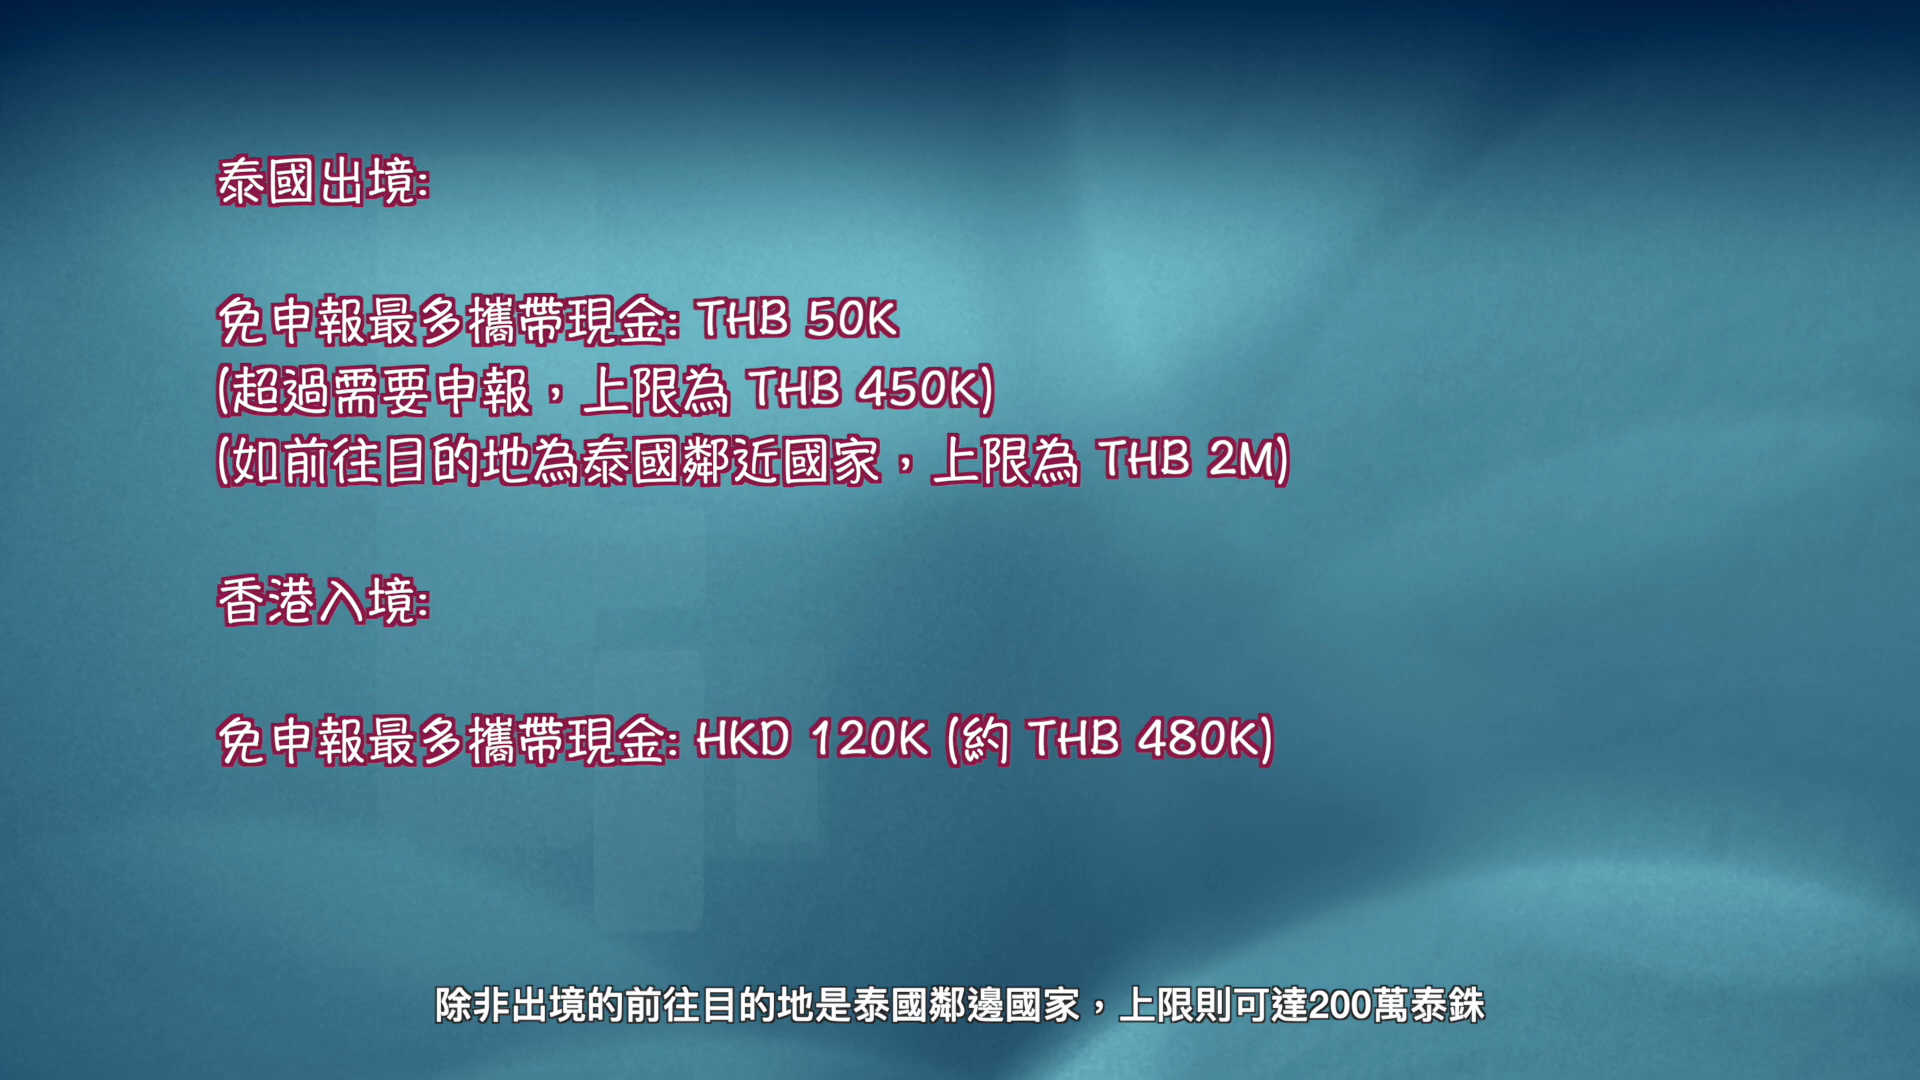 泰國出境:
免申報最多攜帶現金: THB 50K
(超過需要申報，上限為 THB 450K)
(如前往目的地為泰國鄰近國家，上限為 THB 2M)
香港入境:
免申報最多攜帶現金: HKD 120K (約 THB 480K)
除非出境的前往目的地是泰國鄰邊國家，上限則可達200萬泰銖